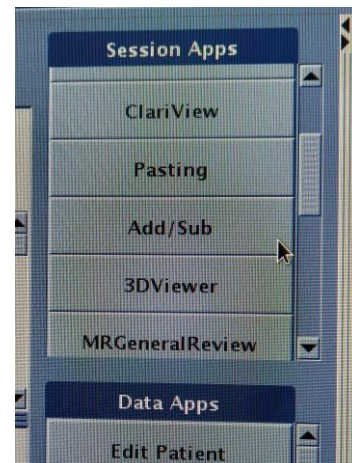 Session Apps
ClariView
Pasting
Add/Sub
3DViewer
MRGeneralReview
Data Apps
Edit Patient